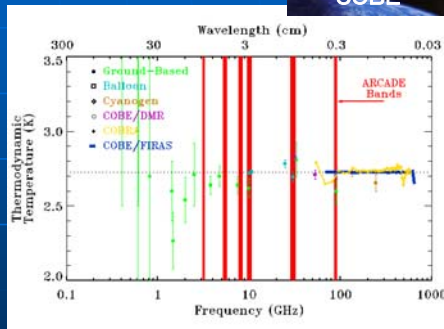 COBE
Wavelength (cm)
300 30 3 0.3 0.03
3.5
3.0
2.5
2.0
Thermodynamic
Temperature (K)
Ground-Based
Balloon
Cyanogen
COBE/DMR
COBRA
COBE/FIRAS
ARCADE
Bands
0.1 1 10 100 1000
Frequency (GHz)